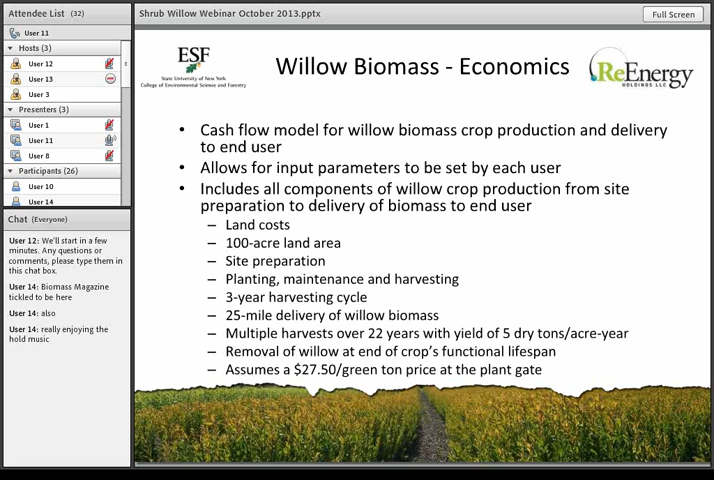 Attendee List (32)
User 11
Hosts (3)
User 12
User 13
User 3
Presenters (3)
User 1
User 11
User 8
Participants (26)
User 10
User 14
Chat (Everyone)
User 12: We'll start in a few
minutes. Any questions or
comments, please type them in
this chat box.
User 14: Biomass Magazine
tickled to be here
User 14: also
User 14: really enjoying the
hold music
Shrub Willow Webinar October 2013.pptx
Full Screen
ESF
State University of New York
College of Environmental Science and Forestry
Willow Biomass - Economics
ReEnergy
HOLDINGS LLC
• Cash flow model for willow biomass crop production and delivery
to end user
• Allows for input parameters to be set by each user
• Includes all components of willow crop production from site
preparation to delivery of biomass to end user
– Land costs
– 100-acre land area
– Site preparation
– Planting, maintenance and harvesting
– 3-year harvesting cycle
– 25-mile delivery of willow biomass
– Multiple harvests over 22 years with yield of 5 dry tons/acre-year
– Removal of willow at end of crop's functional lifespan
– Assumes a $27.50/green ton price at the plant gate